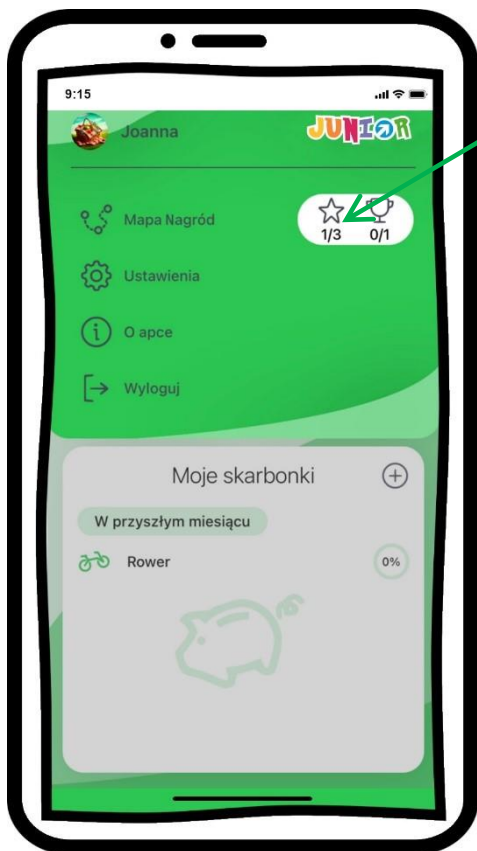 9:15
Joanna
JUNIOR
Mapa Nagród
1/3 0/1
Ustawienia
O apce
Wyloguj
Moje skarbonki
W przyszłym miesiącu
Rower
0%